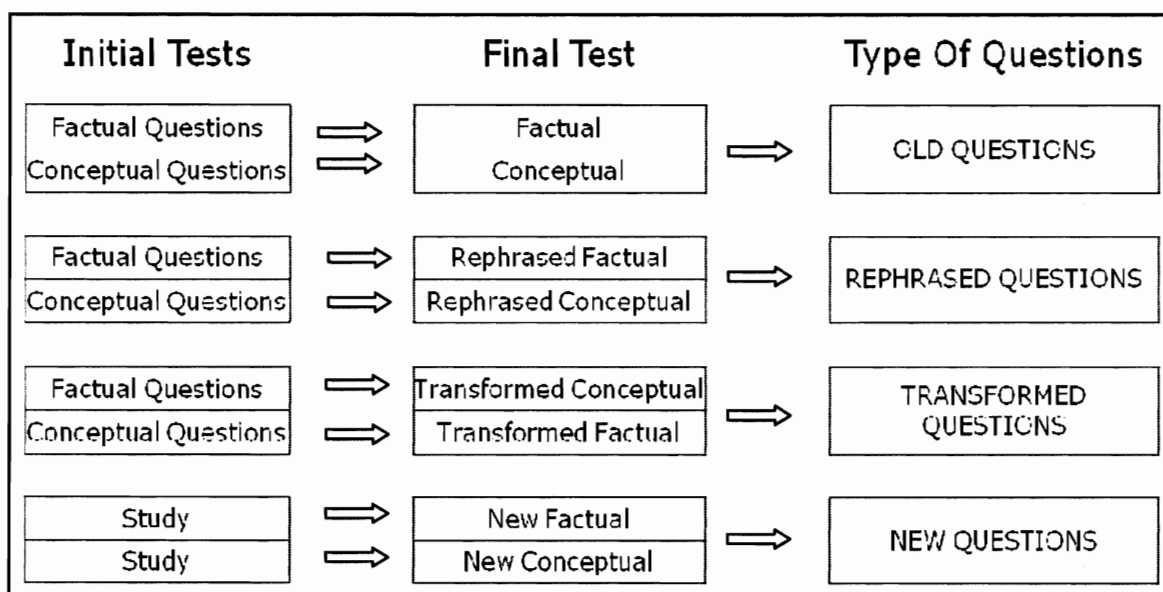 Initial Tests Final Test Type Of Questions
Factual Questions Factual
Conceptual Questions Conceptual
OLD QUESTIONS
Factual Questions Rephrased Factual
Conceptual Questions Rephrased Conceptual
REPHRASED QUESTIONS
Factual Questions Transformed Conceptual
Conceptual Questions Transformed Factual
TRANSFORMED
QUESTIONS
Study New Factual
Study New Conceptual
NEW QUESTIONS